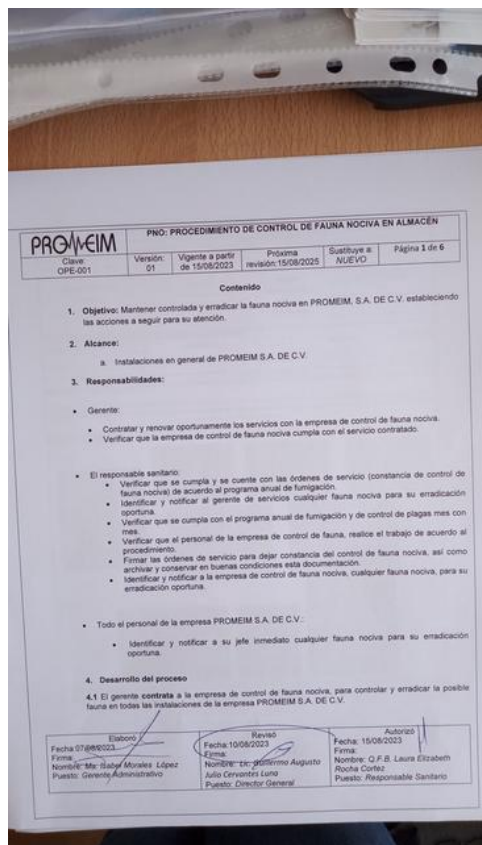 PROMEIM
PNO: PROCEDIMIENTO DE CONTROL DE FAUNA NOCIVA EN ALMACÉN
Clave:
OPE-001
Versión:
01
Vigente a partir
de 15/08/2023
Próxima
revisión:15/08/2025
Sustituye a:
NUEVO
Página 1 de 6
Contenido
1. Objetivo: Mantener controlada y erradicar la fauna nociva en PROMEIM, S.A. DE C.V. estableciendo
las acciones a seguir para su atención.
2. Alcance:
a. Instalaciones en general de PROMEIM S.A. DE C.V.
3. Responsabilidades:
• Gerente:
• Contratar y renovar oportunamente los servicios con la empresa de control de fauna nociva.
• Verificar que la empresa de control de fauna nociva cumpla con el servicio contratado.
• El responsable sanitario:
• Verificar que se cumpla y se cuente con las órdenes de servicio (constancia de control de
fauna nociva) de acuerdo al programa anual de fumigación.
• Identificar y notificar al gerente de servicios cualquier fauna nociva para su erradicación
oportuna.
• Verificar que se cumpla con el programa anual de fumigación y de control de plagas mes con
mes.
• Verificar que el personal de la empresa de control de fauna, realice el trabajo de acuerdo al
procedimiento.
• Firmar las órdenes de servicio para dejar constancia del control de fauna nociva, así como
archivar y conservar en buenas condiciones esta documentación.
• Identificar y notificar a la empresa de control de fauna nociva, cualquier fauna nociva, para su
erradicación oportuna.
• Todo el personal de la empresa PROMEIM S.A. DE C.V.:
• Identificar y notificar a su jefe inmediato cualquier fauna nociva para su erradicación
oportuna.
4. Desarrollo del proceso
4.1 El gerente contrata a la empresa de control de fauna nociva, para controlar y erradicar la posible
fauna en todas las instalaciones de la empresa PROMEIM S.A. DE C.V.
Elaboró
Fecha:07/08/2023
Firma:
Nombre: Ma. Isabel Morales López
Puesto: Gerente Administrativo
Revisó
Fecha:10/08/2023
Firma:
Nombre: Lic. Guillermo Augusto
Julio Cervantes Luna
Puesto: Director General
Autorizó
Fecha: 15/08/2023
Firma:
Nombre: Q.F.B. Laura Elizabeth
Rocha Cortez
Puesto: Responsable Sanitario